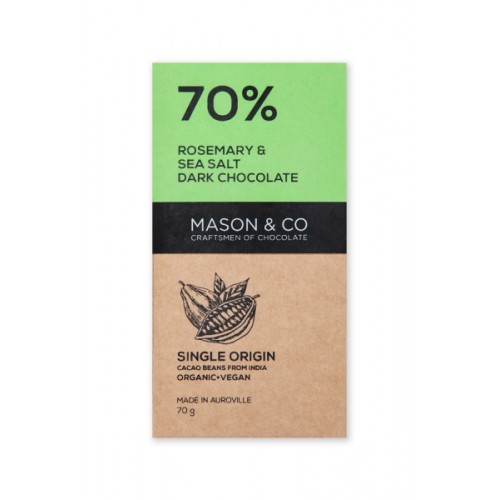 70%
ROSEMARY &
SEA SALT
DARK CHOCOLATE
MASON & CO
CRAFTSMEN OF CHOCOLATE
SINGLE ORIGIN
CACAO BEANS FROM INDIA
ORGANIC•VEGAN
MADE IN AUROVILLE
70 g